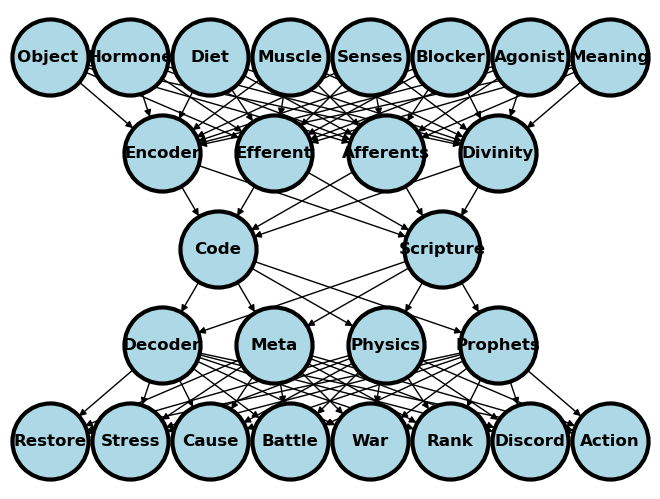 Object Hormone Diet Muscle Senses Blocker Agonist Meaning
Encoder Efferent Afferents Divinity
Code Scripture
Decoder Meta Physics Prophets
Restore Stress Cause Battle War Rank Discord Action